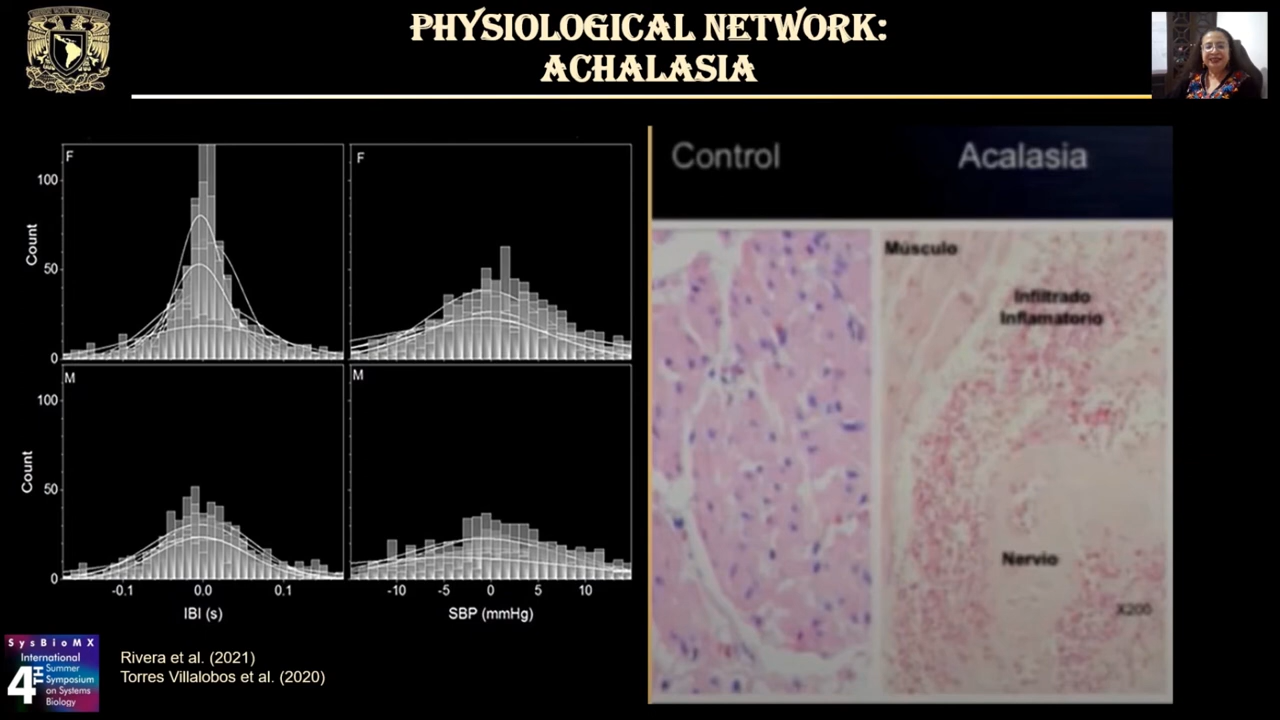 PHYSIOLOGICAL NETWORK:
ACHALASIA
F
F
100
50
0
Count
M
M
100
50
0
Count
-0.1 0.0 0.1
-10 -5 0 5 10
IBI (s)
SBP (mmHg)
Control
Acalasia
Músculo
Infiltrado
Inflamatorio
Nervio
X200
SysBioMX
International
4TH
Summer
Symposium
on Systems
Biology
Rivera et al. (2021)
Torres Villalobos et al. (2020)